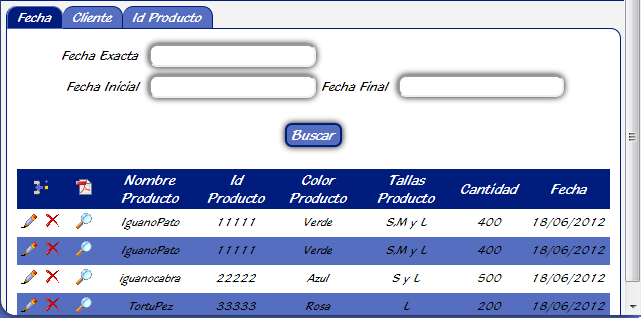 Fecha Cliente Id Producto
Fecha Exacta
Fecha Inicial Fecha Final
Buscar
Nombre Producto Id Producto Color Producto Tallas Producto Cantidad Fecha
IguanoPato 11111 Verde S,M y L 400 18/06/2012
IguanoPato 11111 Verde S,M y L 400 18/06/2012
iguanocabra 22222 Azul S y L 500 18/06/2012
TortuPez 33333 Rosa L 200 18/06/2012